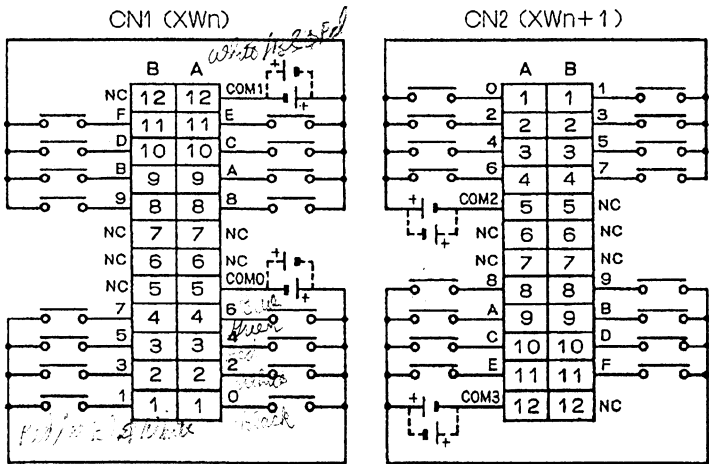 CN1 (XWn) CN2 (XWn+1)
B A A B
NC 12 12 COM1 0 1 1 1
F 11 11 E 2 2 2 3
D 10 10 C 4 3 3 5
B 9 9 A 6 4 4 7
9 8 8 8 COM2 5 5 NC
NC 7 7 NC NC 6 6 NC
NC 6 6 NC NC 7 7 NC
NC 5 5 COM0 8 8 8 9
7 4 4 6 A 9 9 B
Blue
5 3 3 4 C 10 10 D
Green
3 2 2 2 E 11 11 F
White
1 1 1 0 COM3 12 12 NC
White Black